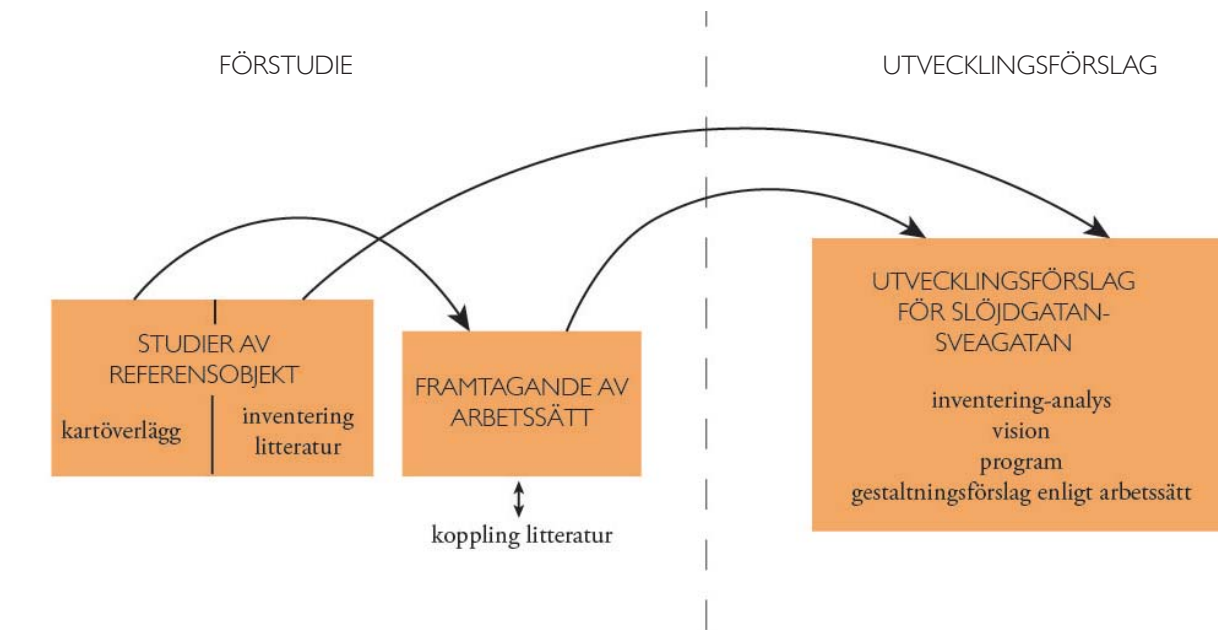 FÖRSTUDIE
UTVECKLINGSFÖRSLAG
STUDIER AV
REFERENSOBJEKT
kartöverlägg
inventering
litteratur
FRAMTAGANDE AV
ARBETSSÄTT
koppling litteratur
UTVECKLINGSFÖRSLAG
FÖR SLÖJDGATAN-
SVEAGATAN
inventering-analys
vision
program
gestaltningsförslag enligt arbetssätt